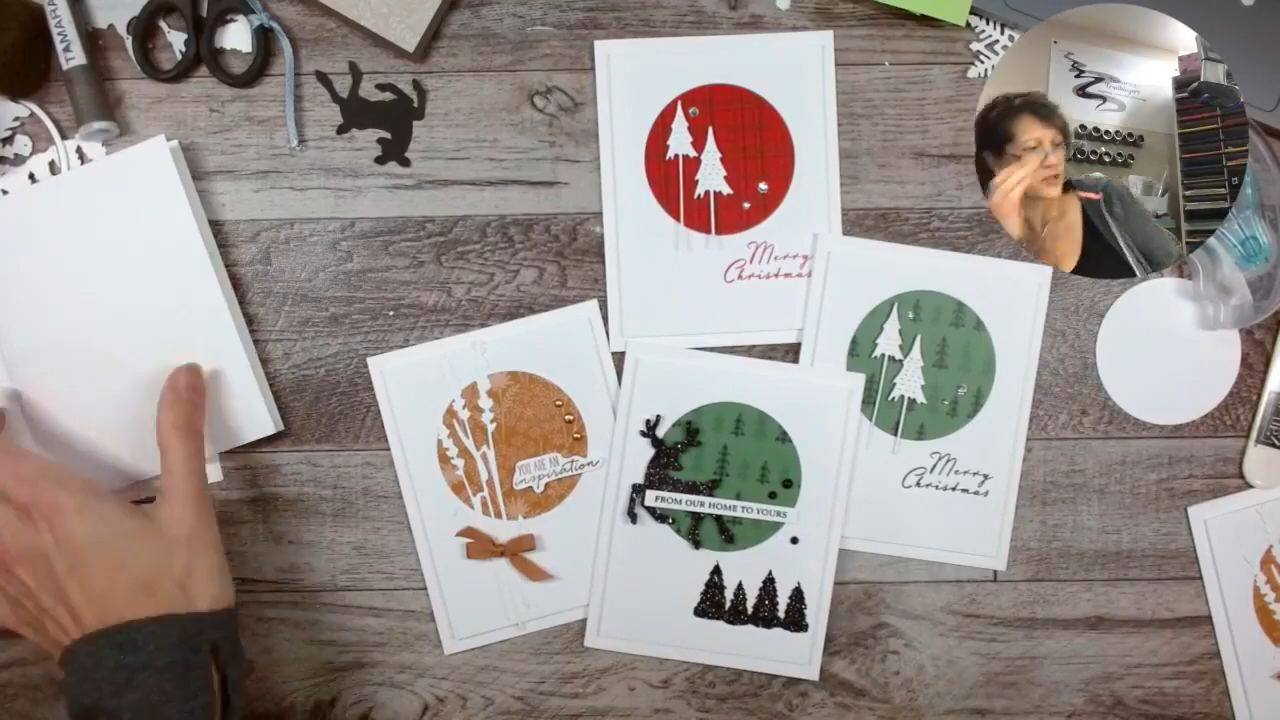 TAMARA
Merry
Christmas
Merry
Christmas
YOU ARE AN
inspiration
FROM OUR HOME TO YOURS